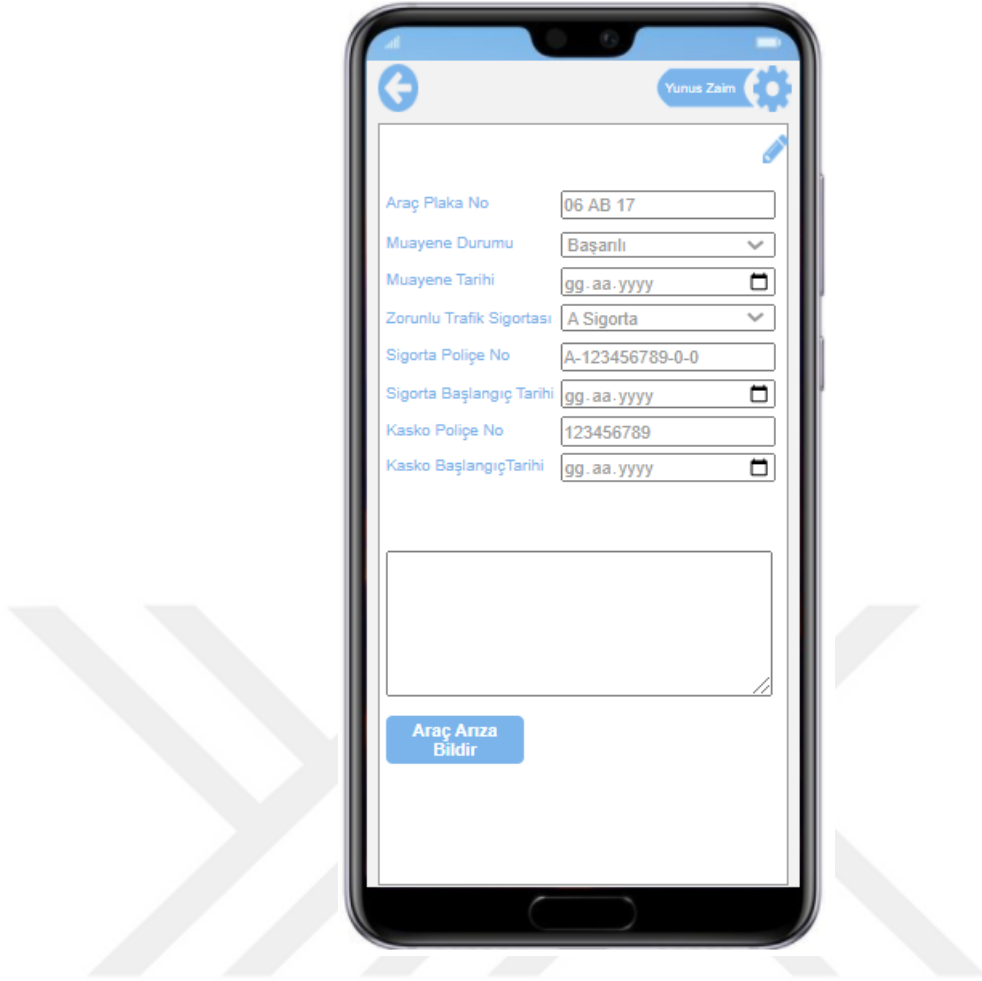 Yunus Zaim
Araç Plaka No 06 AB 17
Muayene Durumu Başarılı
Muayene Tarihi gg.aa.yyyy
Zorunlu Trafik Sigortası A Sigorta
Sigorta Poliçe No A-123456789-0-0
Sigorta Başlangıç Tarihi gg.aa.yyyy
Kasko Poliçe No 123456789
Kasko BaşlangıçTarihi gg.aa.yyyy
Araç Arıza
Bildir